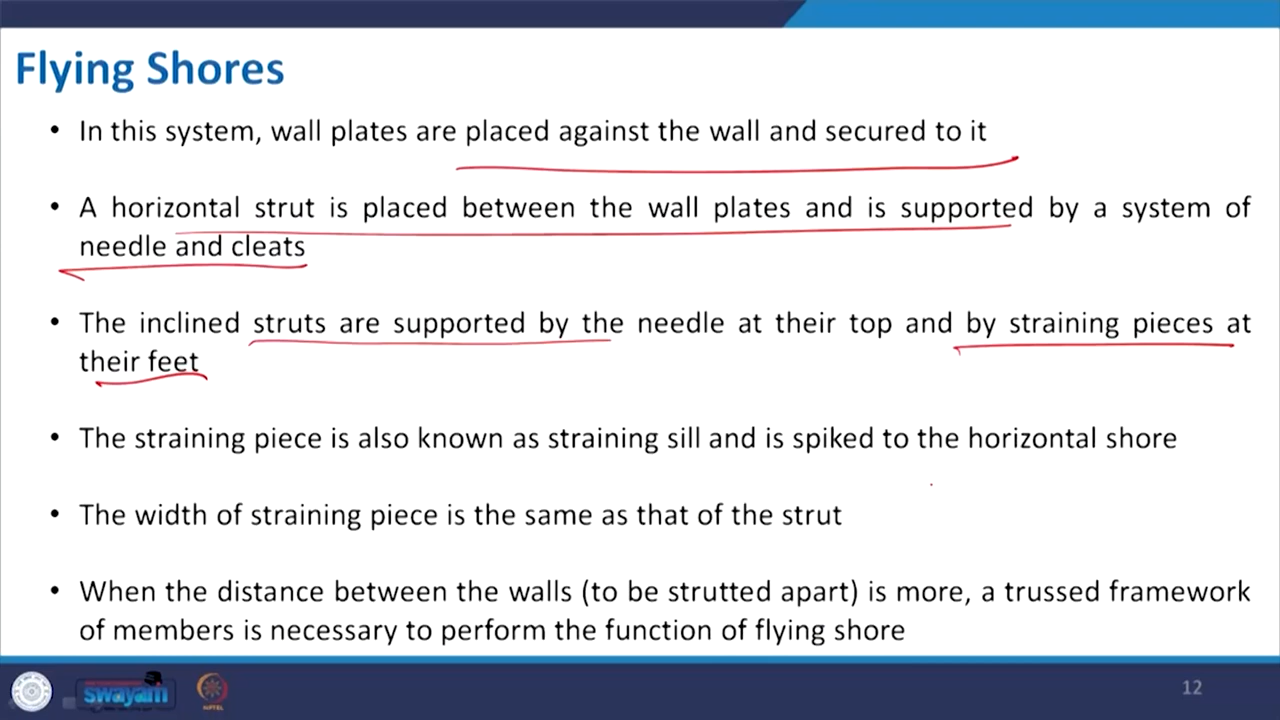 Flying Shores
• In this system, wall plates are placed against the wall and secured to it
• A horizontal strut is placed between the wall plates and is supported by a system of
needle and cleats
• The inclined struts are supported by the needle at their top and by straining pieces at
their feet
• The straining piece is also known as straining sill and is spiked to the horizontal shore
• The width of straining piece is the same as that of the strut
• When the distance between the walls (to be strutted apart) is more, a trussed framework
of members is necessary to perform the function of flying shore
swayam
12